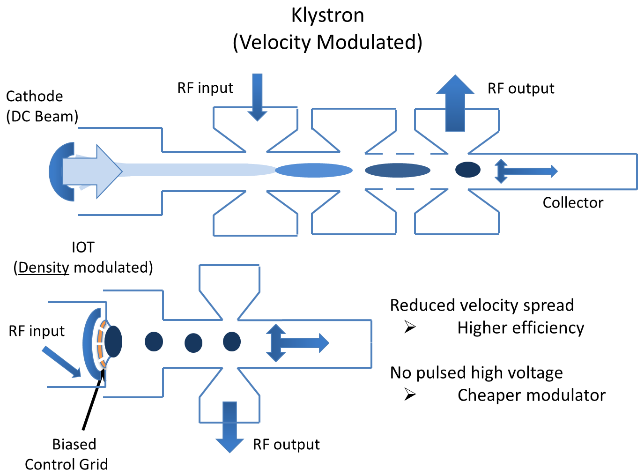 Klystron
(Velocity Modulated)
RF input
RF output
Cathode
(DC Beam)
Collector
IOT
(Density modulated)
RF input
Reduced velocity spread
➢ Higher efficiency
No pulsed high voltage
➢ Cheaper modulator
RF output
Biased
Control Grid